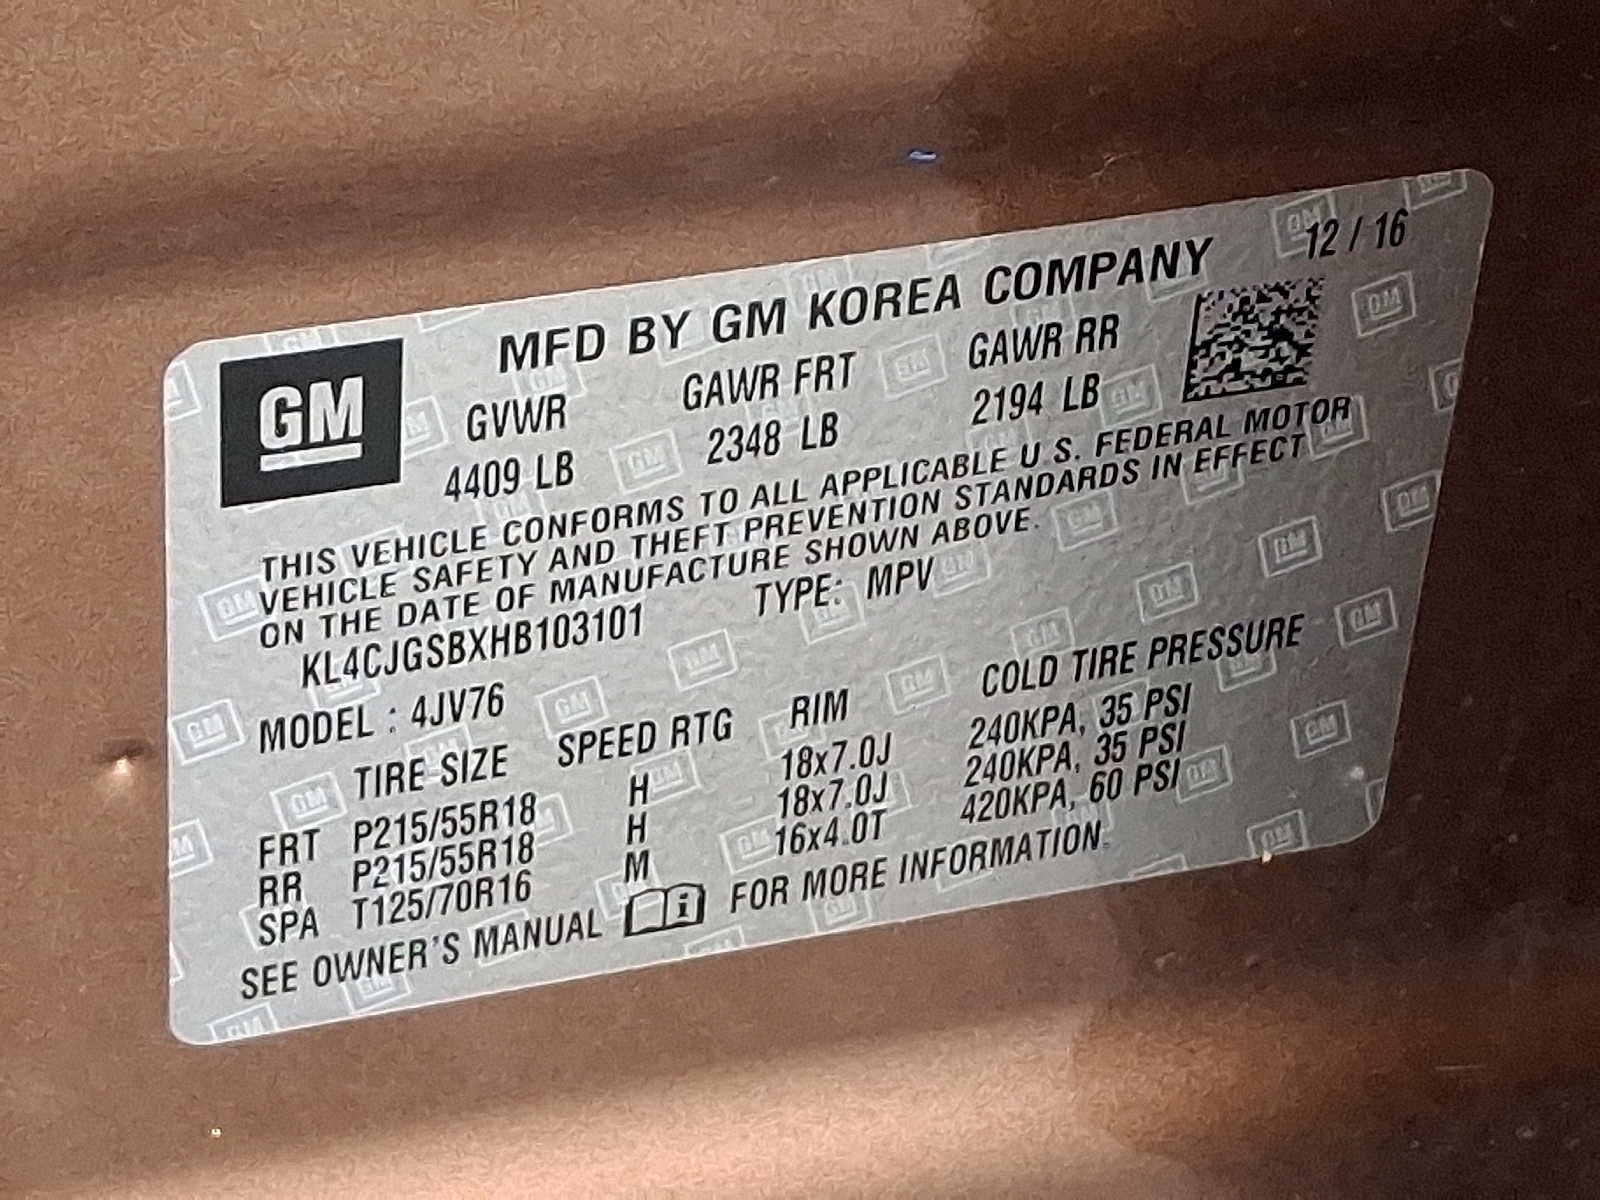 12 / 16
MFD BY GM KOREA COMPANY
GM
GVWR GAWR FRT GAWR RR
4409 LB 2348 LB 2194 LB
THIS VEHICLE CONFORMS TO ALL APPLICABLE U S. FEDERAL MOTOR
VEHICLE SAFETY AND THEFT PREVENTION STANDARDS IN EFFECT
ON THE DATE OF MANUFACTURE SHOWN ABOVE.
KL4CJGSBXHB103101 TYPE: MPV
MODEL : 4JV76
TIRE SIZE SPEED RTG RIM COLD TIRE PRESSURE
FRT P215/55R18 H 18x7.0J 240KPA, 35 PSI
RR P215/55R18 H 18x7.0J 240KPA, 35 PSI
SPA T125/70R16 M 16x4.0T 420KPA, 60 PSI
SEE OWNER'S MANUAL i FOR MORE INFORMATION.